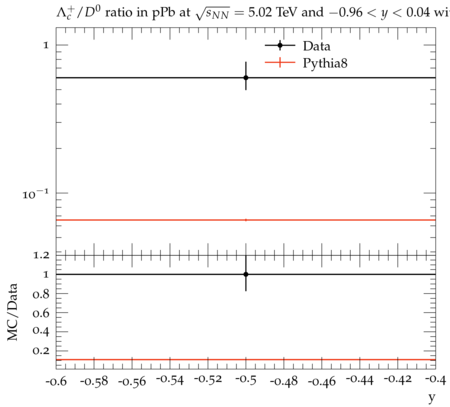 Λc+/D0 ratio in pPb at √sNN = 5.02 TeV and −0.96 < y < 0.04 wi
Data
Pythia8
1
10−1
MC/Data
1.2
1
0.8
0.6
0.4
0.2
-0.6 -0.58 -0.56 -0.54 -0.52 -0.5 -0.48 -0.46 -0.44 -0.42 -0.4
y